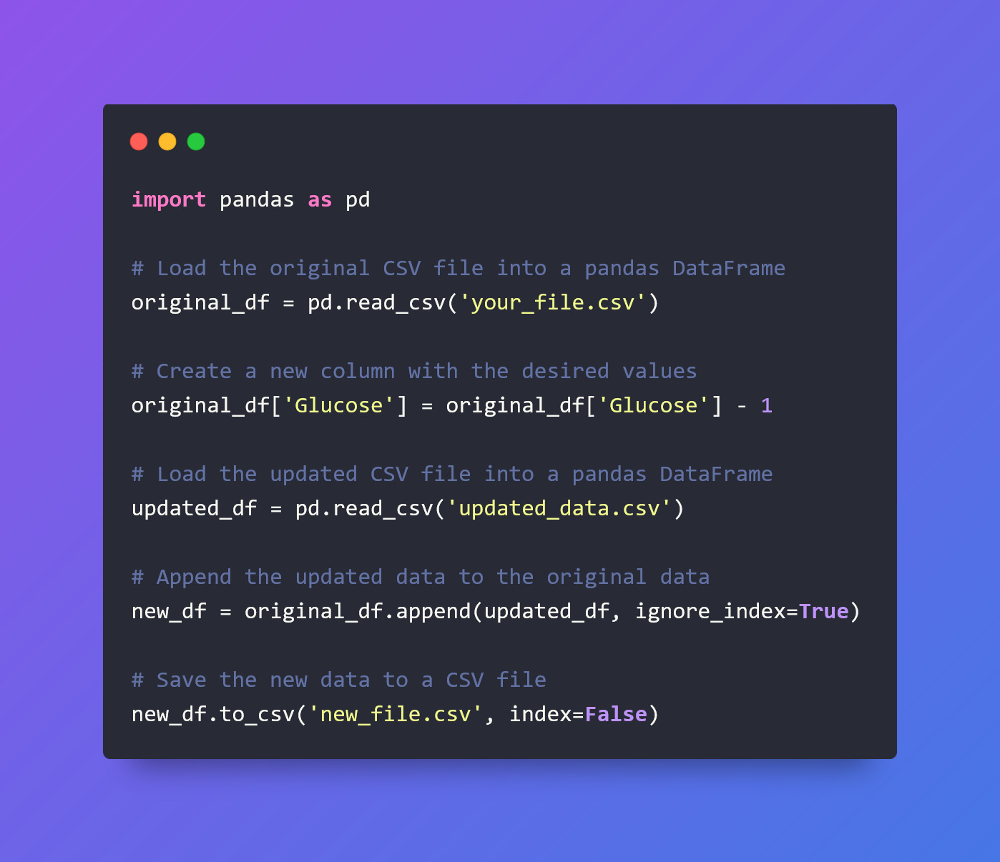 import pandas as pd
# Load the original CSV file into a pandas DataFrame
original_df = pd.read_csv('your_file.csv')
# Create a new column with the desired values
original_df['Glucose'] = original_df['Glucose'] - 1
# Load the updated CSV file into a pandas DataFrame
updated_df = pd.read_csv('updated_data.csv')
# Append the updated data to the original data
new_df = original_df.append(updated_df, ignore_index=True)
# Save the new data to a CSV file
new_df.to_csv('new_file.csv', index=False)